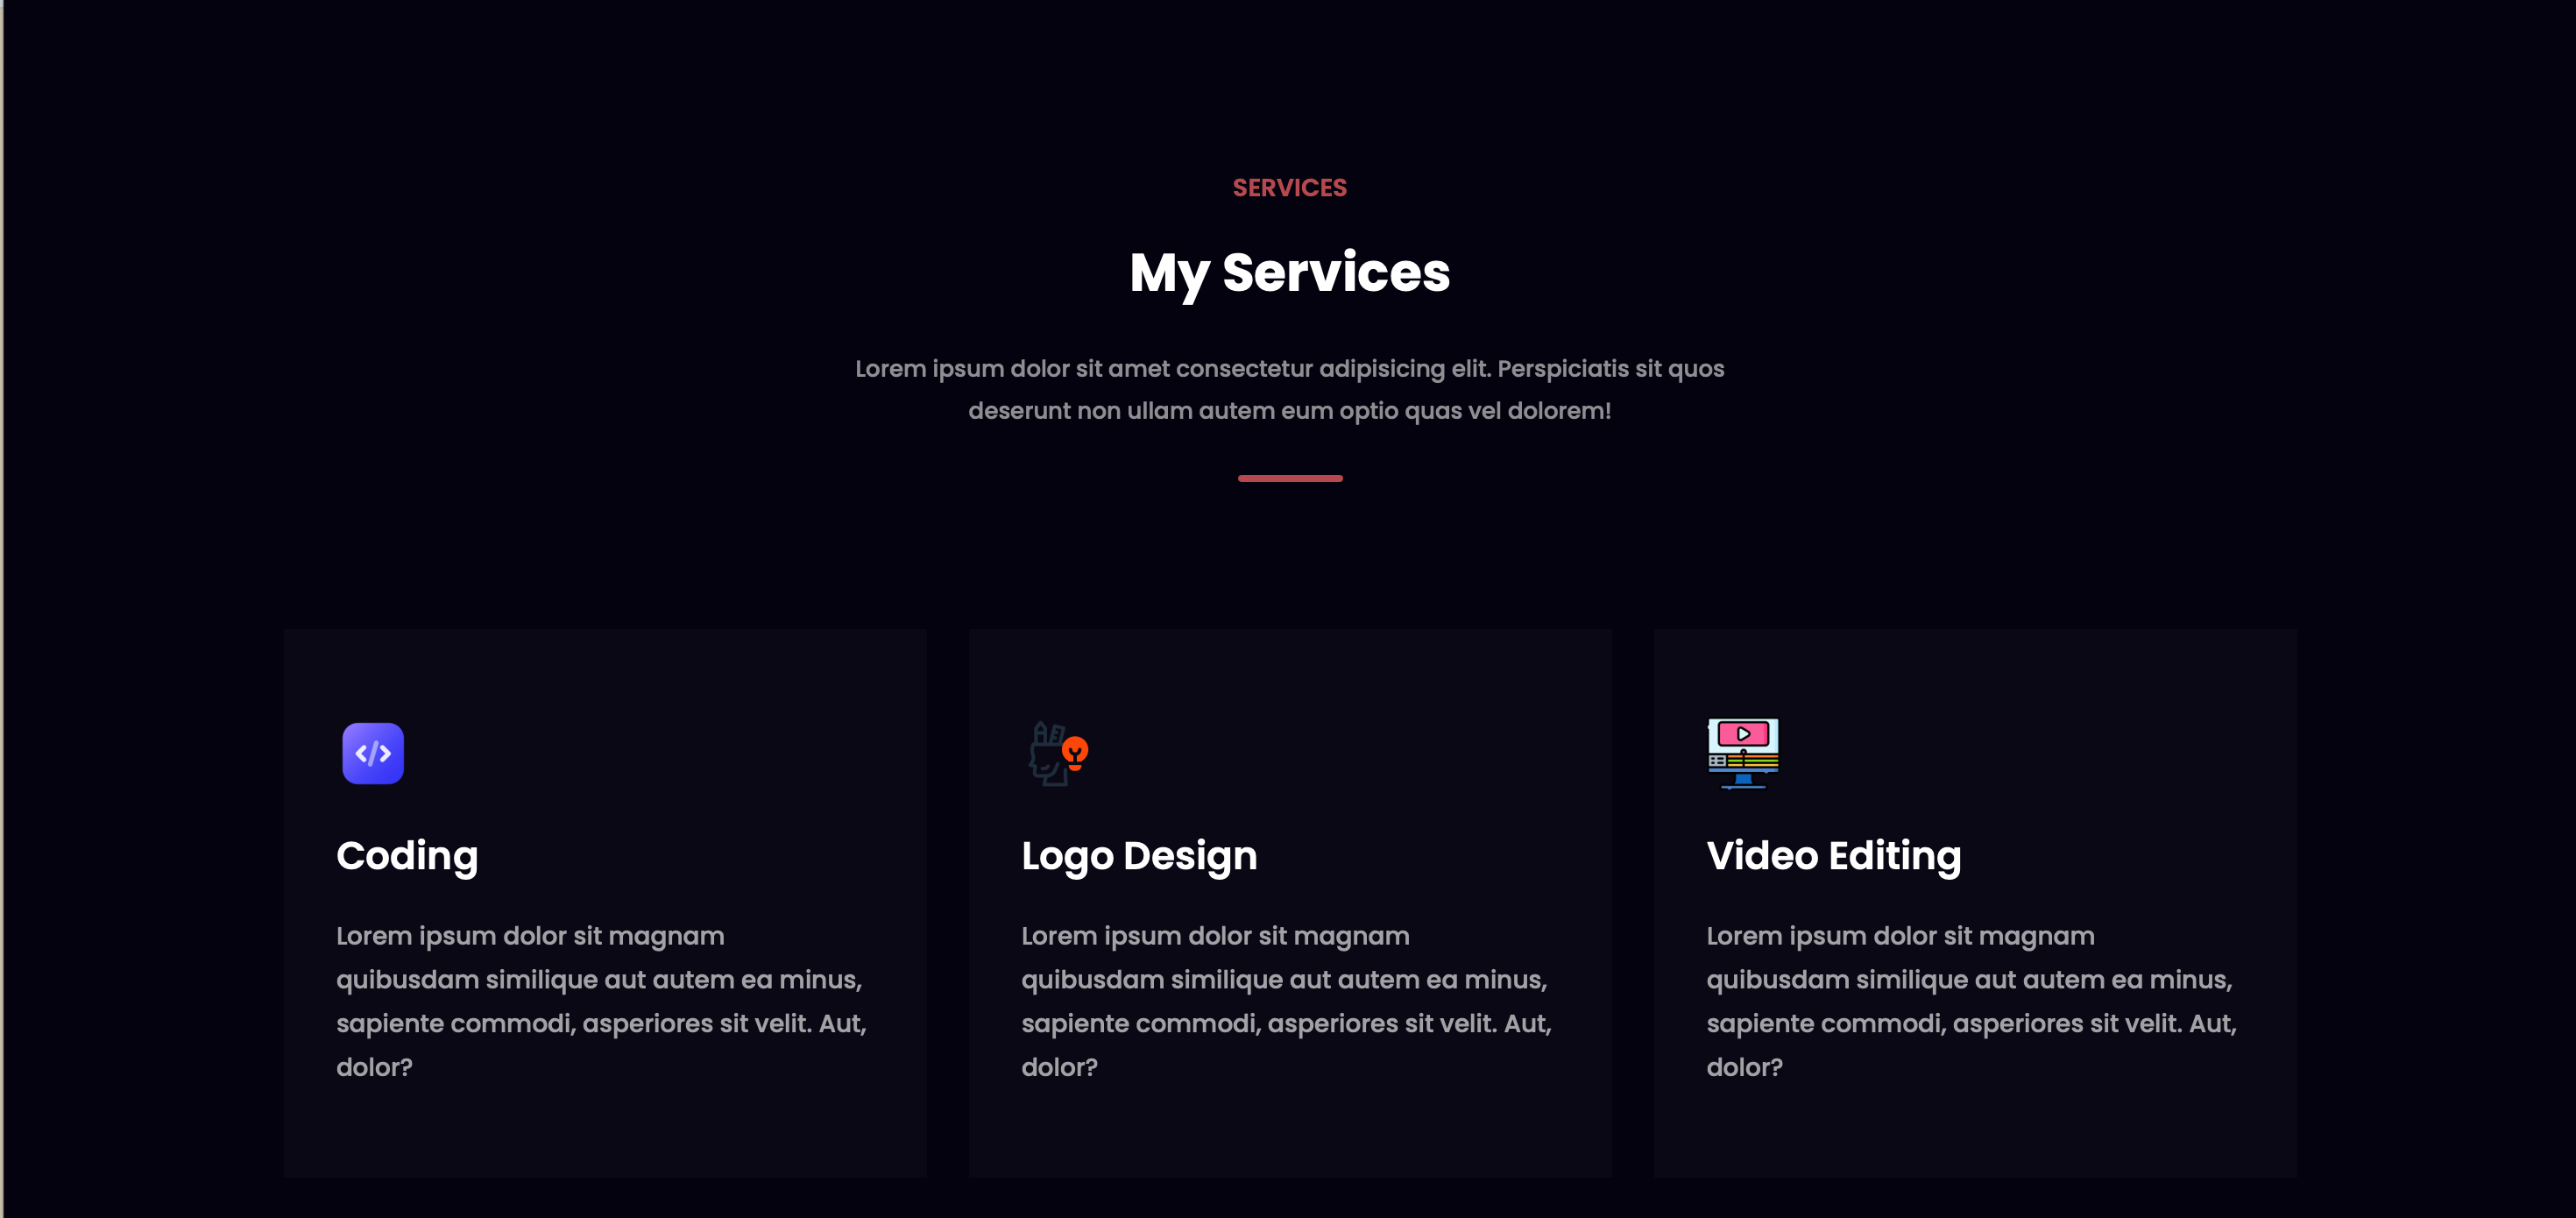 SERVICES
My Services
Lorem ipsum dolor sit amet consectetur adipisicing elit. Perspiciatis sit quos
deserunt non ullam autem eum optio quas vel dolorem!
Coding
Lorem ipsum dolor sit magnam
quibusdam similique aut autem ea minus,
sapiente commodi, asperiores sit velit. Aut,
dolor?
Logo Design
Lorem ipsum dolor sit magnam
quibusdam similique aut autem ea minus,
sapiente commodi, asperiores sit velit. Aut,
dolor?
Video Editing
Lorem ipsum dolor sit magnam
quibusdam similique aut autem ea minus,
sapiente commodi, asperiores sit velit. Aut,
dolor?